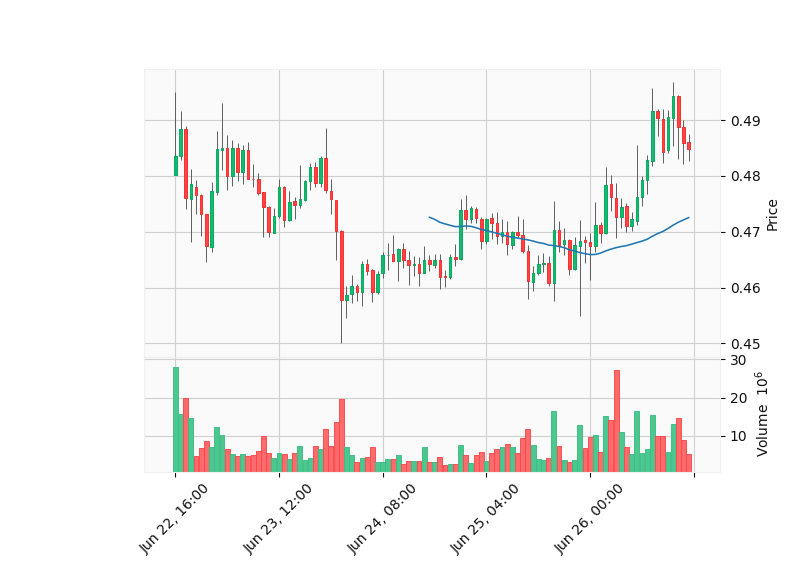 0.49
0.48
0.47
0.46
0.45
Price
30
20
10
Volume 10^6
Jun 22, 16:00
Jun 23, 12:00
Jun 24, 08:00
Jun 25, 04:00
Jun 26, 00:00